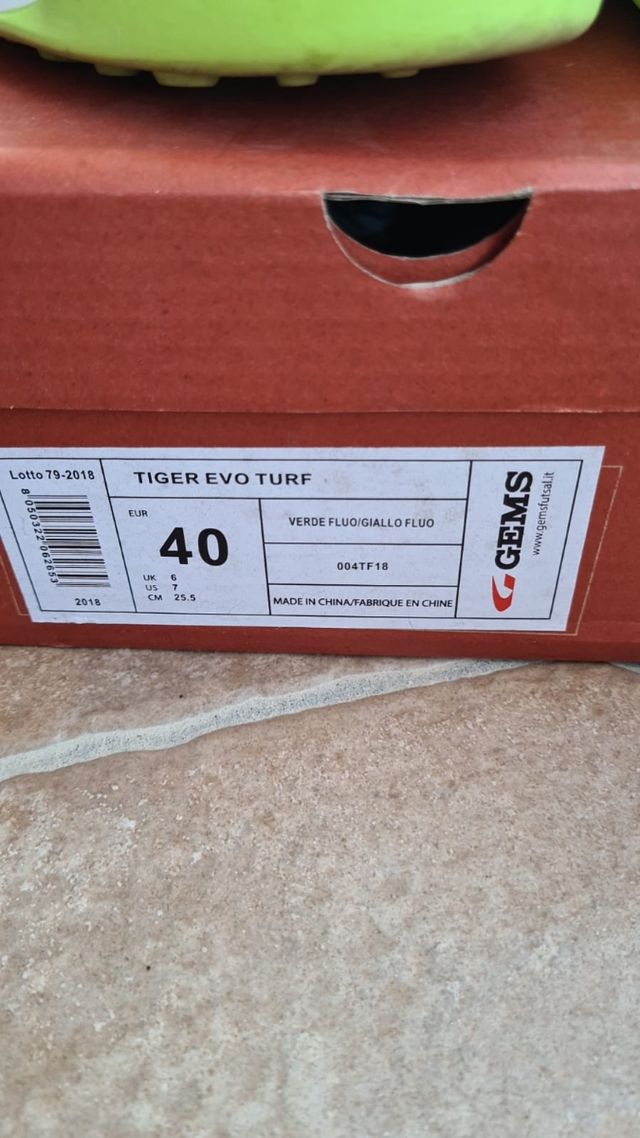 Lotto 79-2018
8 050322 062653
2018
TIGER EVO TURF
EUR
40
UK 6
US 7
CM 25.5
VERDE FLUO/GIALLO FLUO
004TF18
MADE IN CHINA/FABRIQUE EN CHINE
GEMS
www.gemsfutsal.it